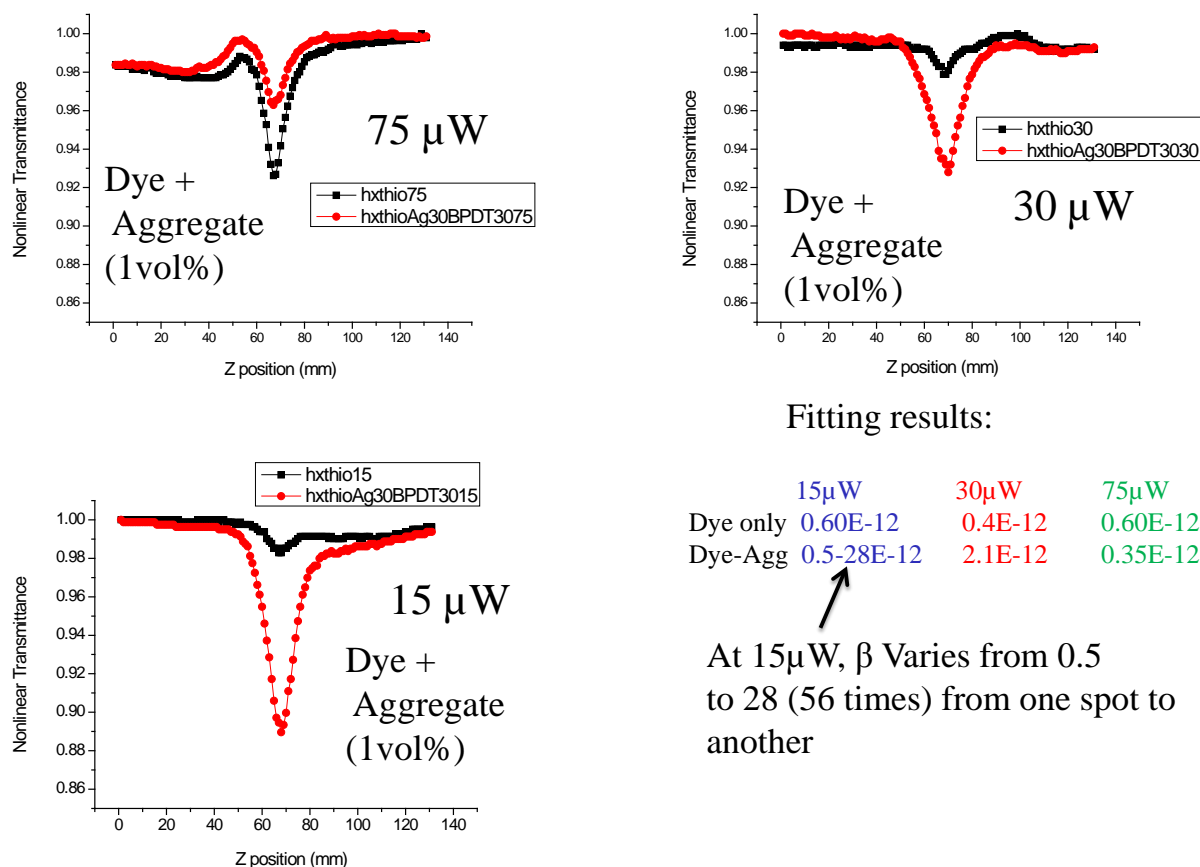 1.00
0.98
0.96
0.94
0.92
0.90
0.88
0.86
Nonlinear Transmittance
75 µW
hxthio75
hxthioAg30BPDT3075
Dye +
Aggregate
(1vol%)
0 20 40 60 80 100 120 140
Z position (mm)
1.00
0.98
0.96
0.94
0.92
0.90
0.88
0.86
Nonlinear Transmittance
hxthio30
hxthioAg30BPDT3030
30 µW
Dye +
Aggregate
(1vol%)
0 20 40 60 80 100 120 140
Z position (mm)
hxthio15
hxthioAg30BPDT3015
1.00
0.98
0.96
0.94
0.92
0.90
0.88
0.86
Nonlinear Transmittance
15 µW
Dye +
Aggregate
(1vol%)
0 20 40 60 80 100 120 140
Z position (mm)
Fitting results:
15µW 30µW 75µW
Dye only 0.60E-12 0.4E-12 0.60E-12
Dye-Agg 0.5-28E-12 2.1E-12 0.35E-12
At 15µW, β Varies from 0.5
to 28 (56 times) from one spot to
another